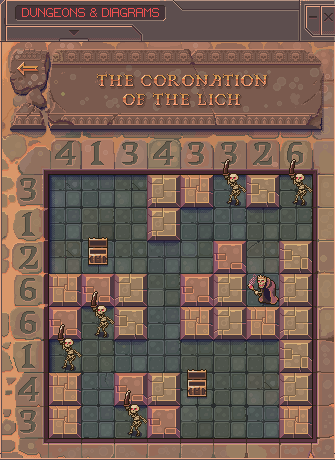 DUNGEONS & DIAGRAMS
THE CORONATION
OF THE LICH
4 1 3 4 3 3 2 6
3
1
2
6
6
1
4
3